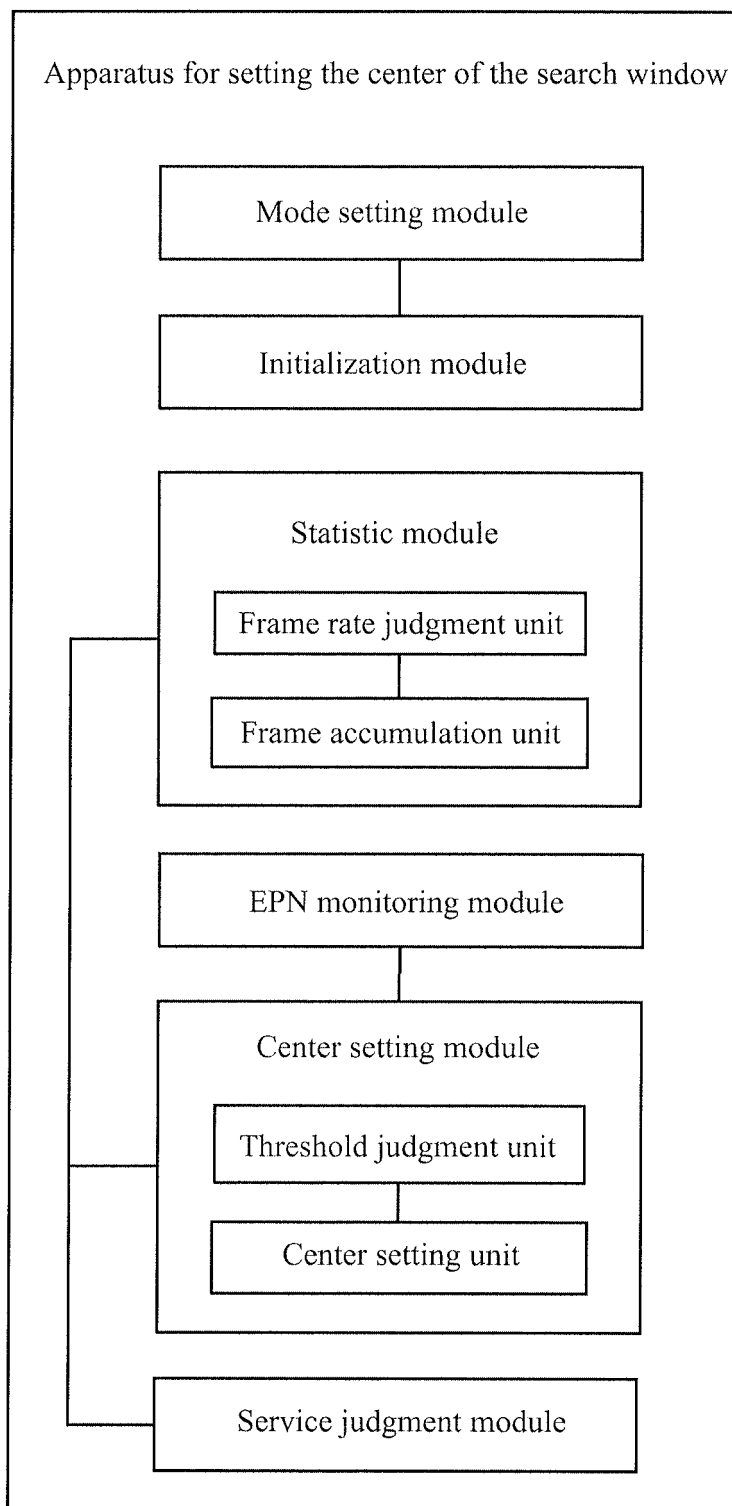 Apparatus for setting the center of the search window
Mode setting module
Initialization module
Statistic module
Frame rate judgment unit
Frame accumulation unit
EPN monitoring module
Center setting module
Threshold judgment unit
Center setting unit
Service judgment module